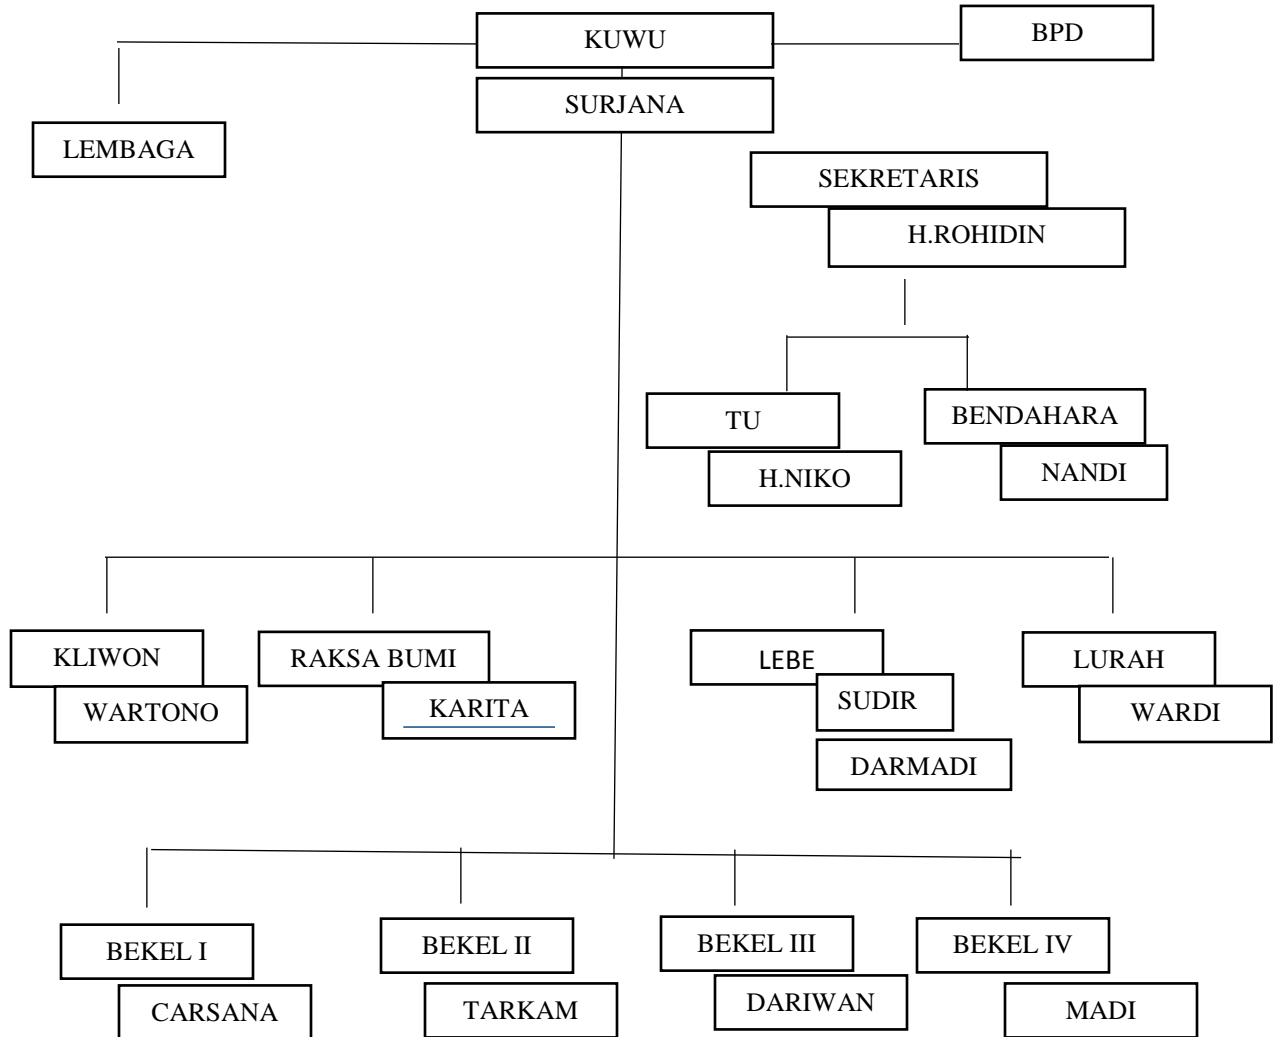 KUWU
BPD
SURJANA
LEMBAGA
SEKRETARIS
H.ROHIDIN
TU
BENDAHARA
H.NIKO
NANDI
KLIWON
RAKSA BUMI
LEBE
LURAH
WARTONO
KARITA
SUDIR
WARDI
DARMADI
BEKEL I
BEKEL II
BEKEL III
BEKEL IV
CARSANA
TARKAM
DARIWAN
MADI